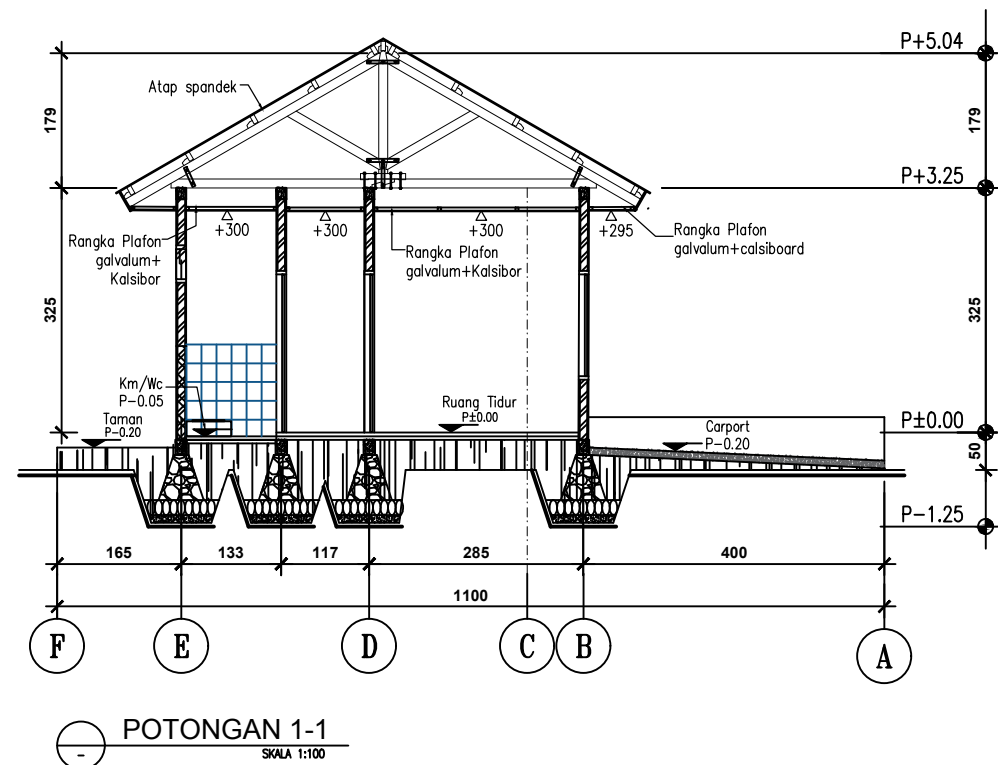 P+5.04
Atap spandek
179
179
P+3.25
+300
+300
+300
+295
Rangka Plafon
galvalum+
Kalsibor
Rangka Plafon
galvalum+Kalsibor
Rangka Plafon
galvalum+calsiboard
325
325
Km/Wc
P-0.05
Taman
P-0.20
Ruang Tidur
P±0.00
Carport
P-0.20
P±0.00
50
P-1.25
165
133
117
285
400
1100
F
E
D
C
B
A
POTONGAN 1-1
-
SKALA 1:100